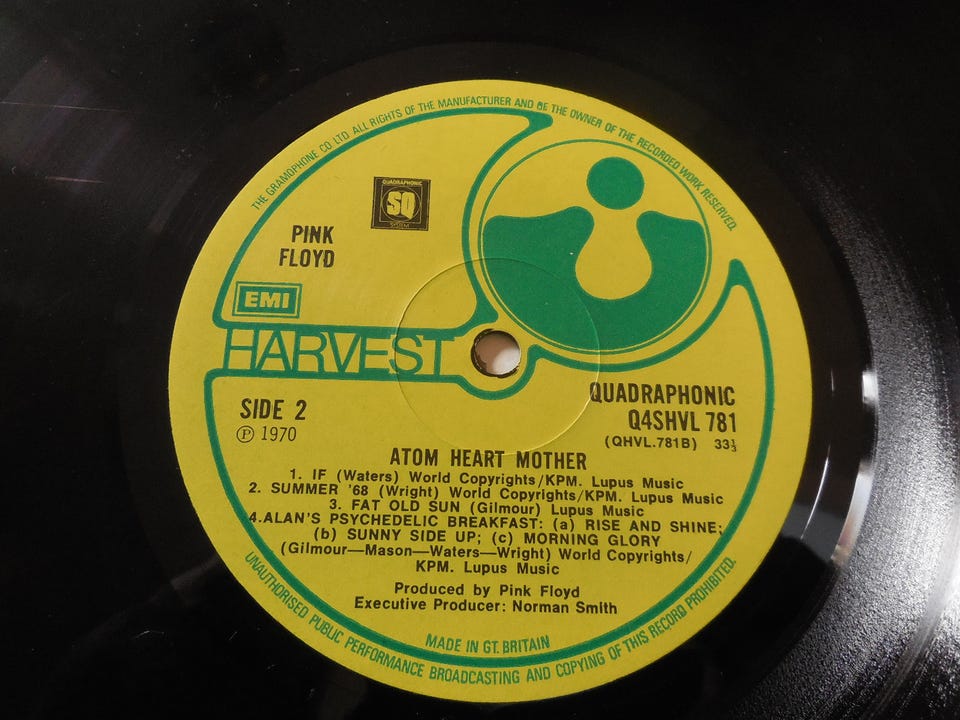 THE GRAMOPHONE CO LTD ALL RIGHTS OF THE MANUFACTURER AND OF THE OWNER OF THE RECORDED WORK RESERVED.
QUADRAPHONIC
SQ
SYSTEM
PINK
FLOYD
EMI
HARVEST
SIDE 2
℗ 1970
QUADRAPHONIC
Q4SHVL 781
(QHVL.781B) 33⅓
ATOM HEART MOTHER
1. IF (Waters) World Copyrights/KPM. Lupus Music
2. SUMMER '68 (Wright) World Copyrights/KPM. Lupus Music
3. FAT OLD SUN (Gilmour) Lupus Music
4.ALAN'S PSYCHEDELIC BREAKFAST: (a) RISE AND SHINE;
(b) SUNNY SIDE UP; (c) MORNING GLORY
(Gilmour—Mason—Waters—Wright) World Copyrights/
KPM. Lupus Music
Produced by Pink Floyd
Executive Producer: Norman Smith
MADE IN GT. BRITAIN
UNAUTHORISED PUBLIC PERFORMANCE BROADCASTING AND COPYING OF THIS RECORD PROHIBITED.